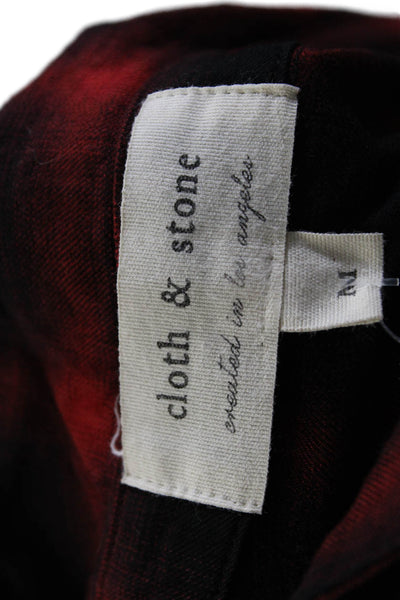 cloth & stone
created in los angeles
M